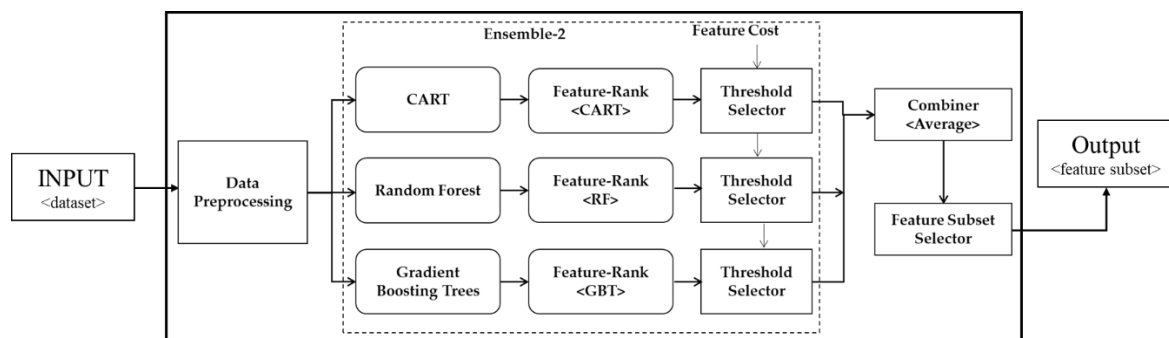 Ensemble-2
Feature Cost
INPUT
<dataset>
Data
Preprocessing
CART
Feature-Rank
<CART>
Threshold
Selector
Random Forest
Feature-Rank
<RF>
Threshold
Selector
Gradient
Boosting Trees
Feature-Rank
<GBT>
Threshold
Selector
Combiner
<Average>
Feature Subset
Selector
Output
<feature subset>